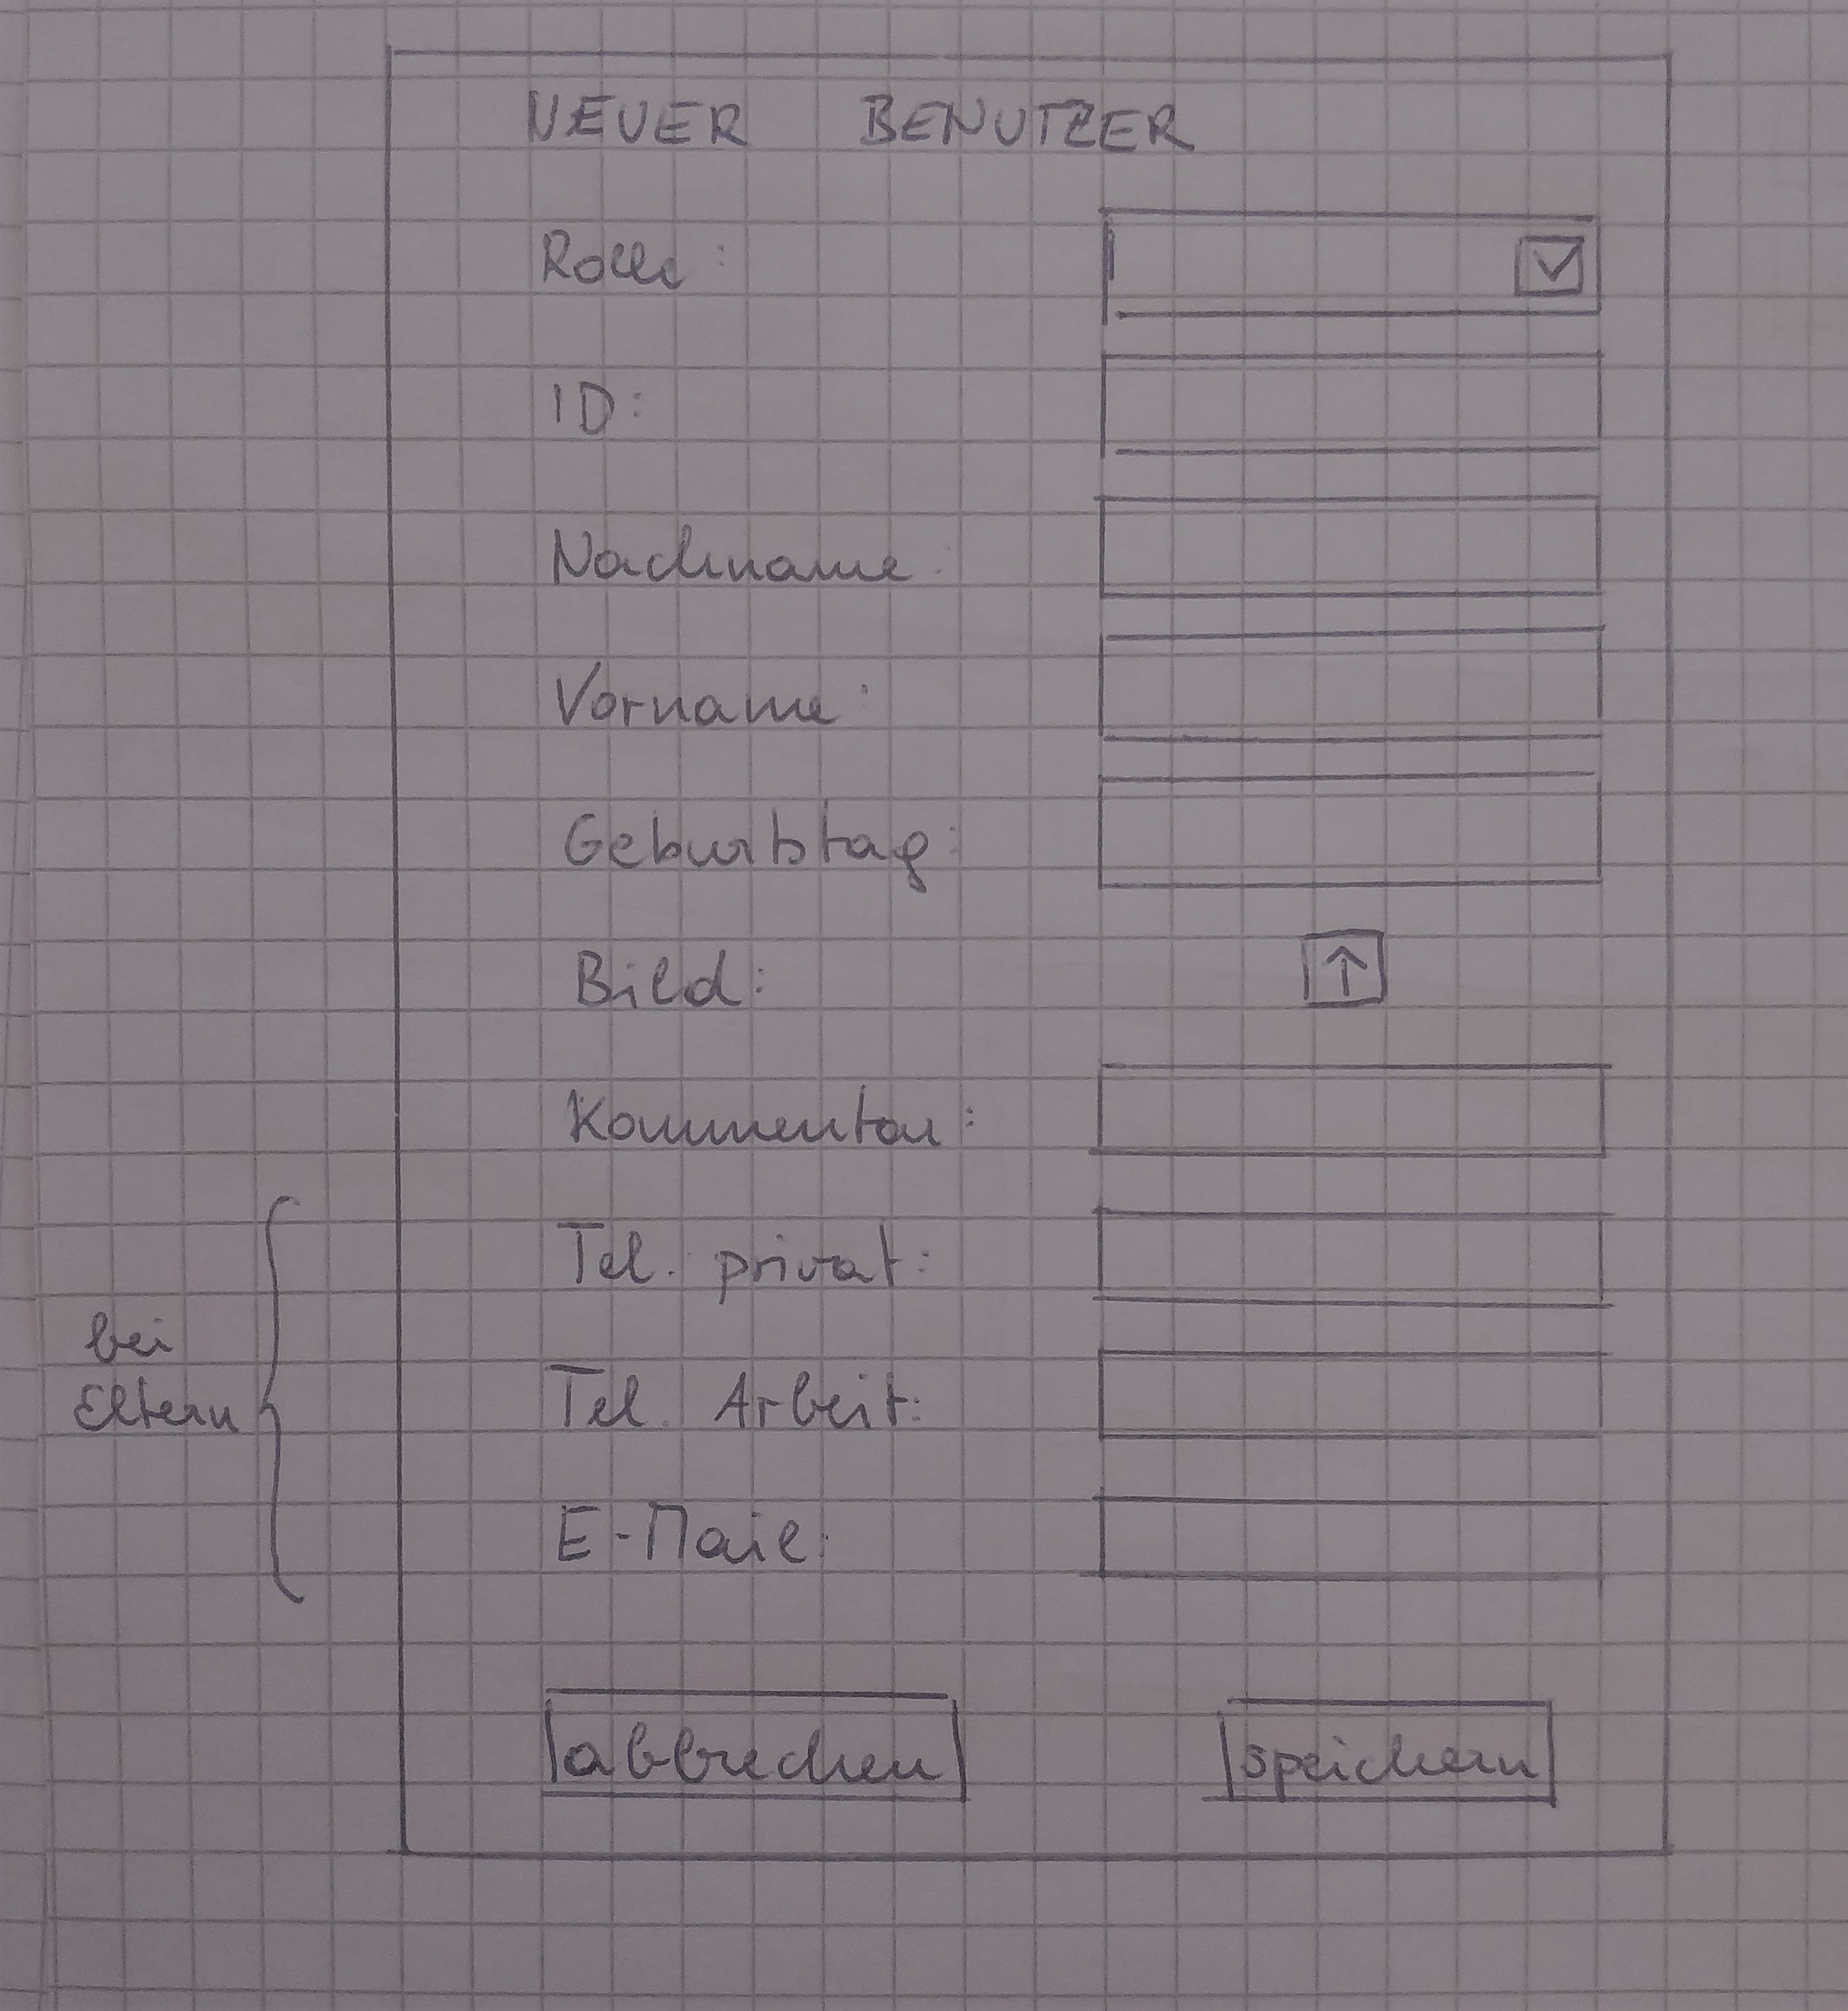 NEUER BENUTZER
Rolle:
ID:
Nachname:
Vorname:
Geburtstag:
Bild:
Kommentar:
Tel. privat:
bei
Eltern
Tel. Arbeit:
E-Mail:
abbrechen
speichern